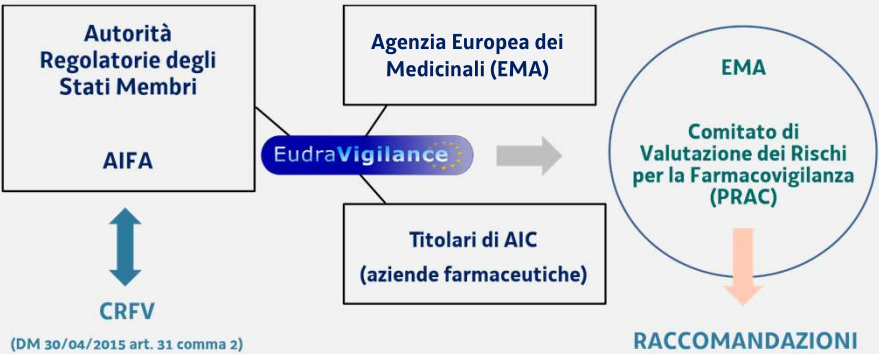 Autorità
Regolatorie degli
Stati Membri
AIFA
Agenzia Europea dei
Medicinali (EMA)
EudraVigilance
Titolari di AIC
(aziende farmaceutiche)
CRFV
(DM 30/04/2015 art. 31 comma 2)
EMA
Comitato di
Valutazione dei Rischi
per la Farmacovigilanza
(PRAC)
RACCOMANDAZIONI